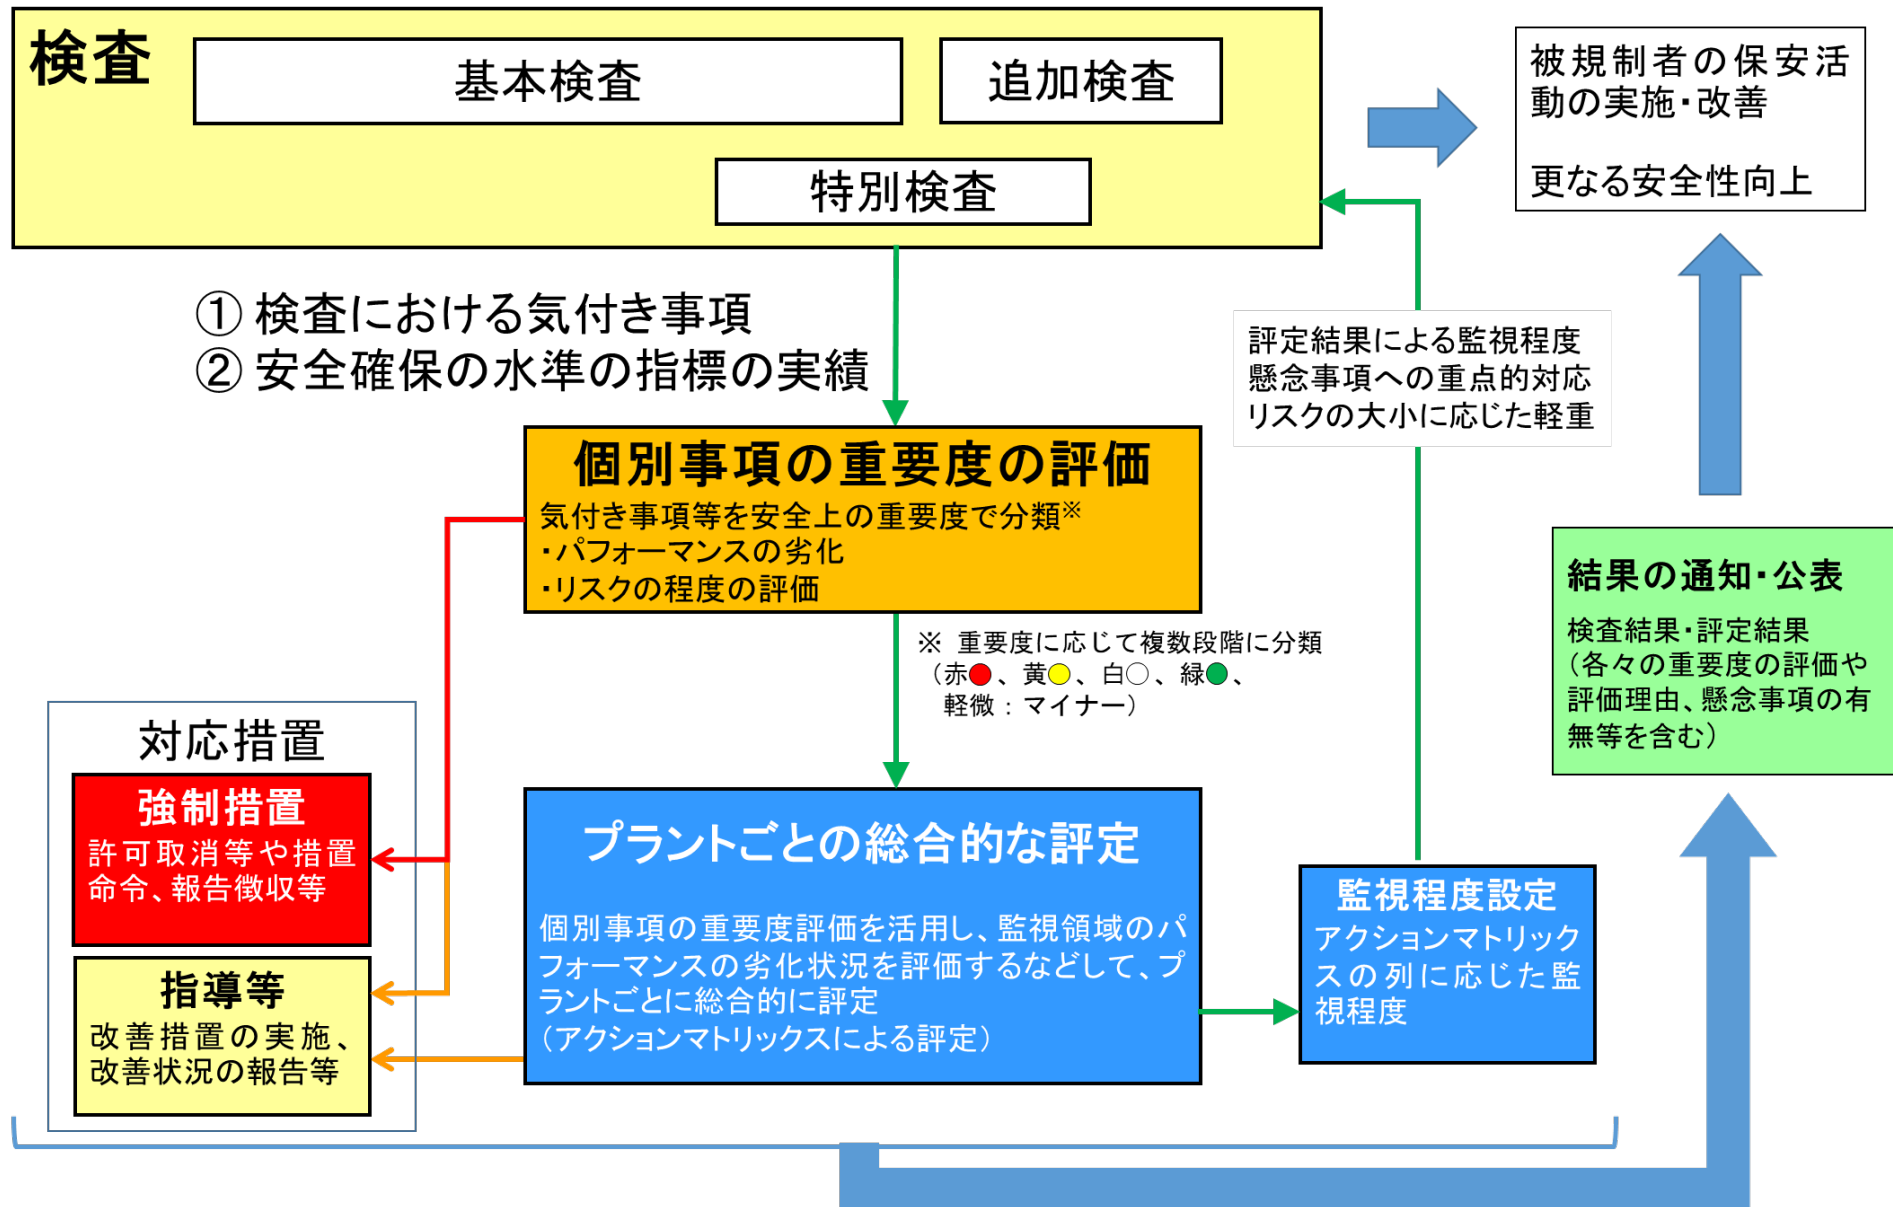 検査
基本検査
追加検査
特別検査
被規制者の保安活
動の実施・改善
更なる安全性向上
① 検査における気付き事項
② 安全確保の水準の指標の実績
評定結果による監視程度
懸念事項への重点的対応
リスクの大小に応じた軽重
個別事項の重要度の評価
気付き事項等を安全上の重要度で分類※
・パフォーマンスの劣化
・リスクの程度の評価
※ 重要度に応じて複数段階に分類
（赤●、黄●、白○、緑●、
軽微：マイナー）
結果の通知・公表
検査結果・評定結果
（各々の重要度の評価や
評価理由、懸念事項の有
無等を含む）
対応措置
強制措置
許可取消等や措置
命令、報告徴収等
指導等
改善措置の実施、
改善状況の報告等
プラントごとの総合的な評定
個別事項の重要度評価を活用し、監視領域のパ
フォーマンスの劣化状況を評価するなどして、プ
ラントごとに総合的に評定
（アクションマトリックスによる評定）
監視程度設定
アクションマトリック
スの列に応じた監
視程度